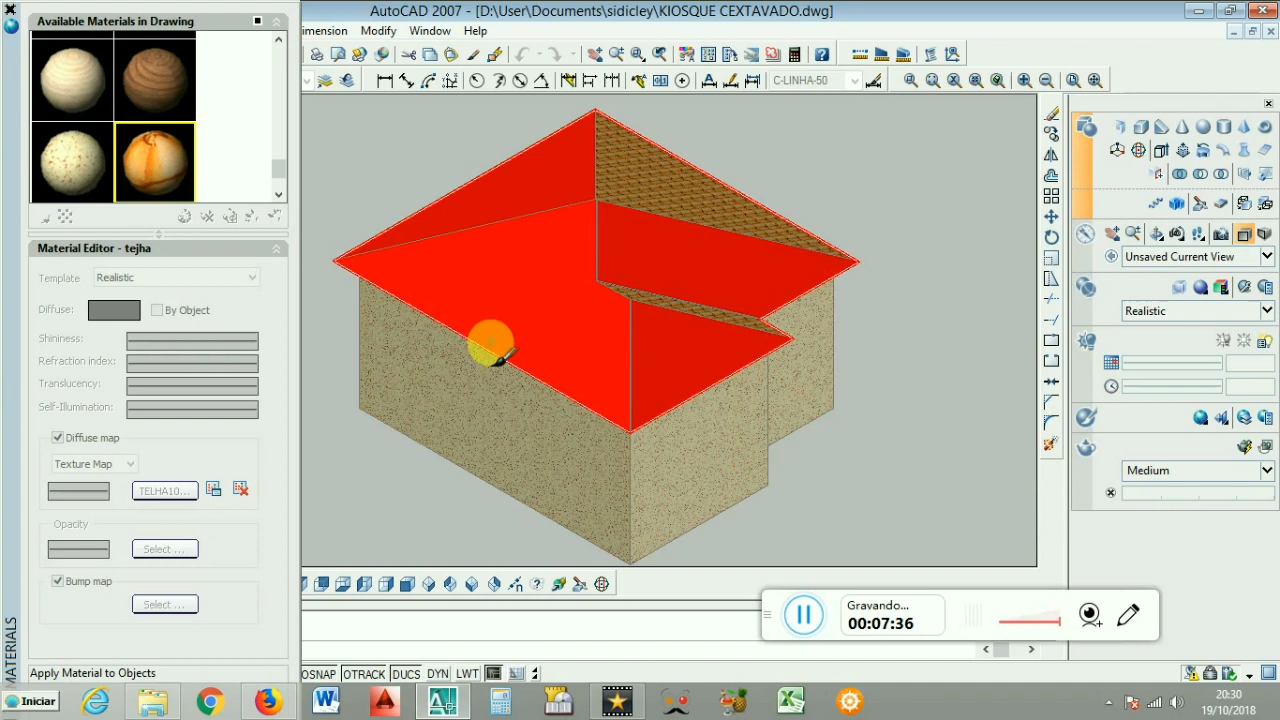 Available Materials in Drawing
AutoCAD 2007 - [D:\User\Documents\sidicley\KIOSQUE CEXTAVADO.dwg]
imension Modify Window Help
C-LINHA-50
Material Editor - tejha
Template Realistic
Diffuse: By Object
Shininess:
Refraction index:
Translucency:
Self-Illumination:
Diffuse map
Texture Map
TELHA10...
Opacity
Select ...
Bump map
Select ...
MATERIALS
Apply Material to Objects
Unsaved Current View
Realistic
Medium
Gravando...
00:07:36
OSNAP OTRACK DUCS DYN LWT
Iniciar
20:30
19/10/2018